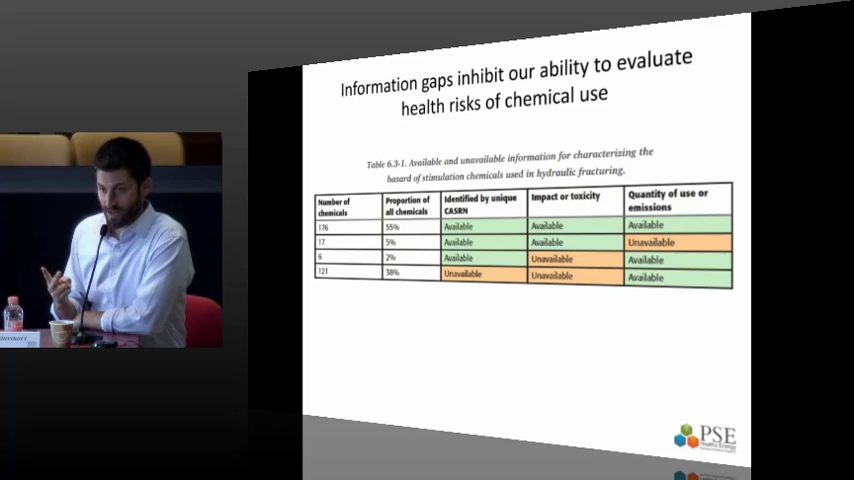 Information gaps inhibit our ability to evaluate
health risks of chemical use
Table 6.3-1. Available and unavailable information for characterizing the
hazard of stimulation chemicals used in hydraulic fracturing.
Number of chemicals | Proportion of all chemicals | Identified by unique CASRN | Impact or toxicity | Quantity of use or emissions
176 | 55% | Available | Available | Available
17 | 5% | Available | Available | Unavailable
6 | 2% | Available | Unavailable | Available
121 | 38% | Unavailable | Unavailable | Available
PSE
Healthy Energy